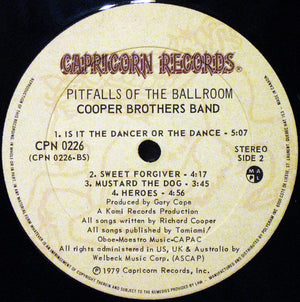 CAPRICORN RECORDS®
PITFALLS OF THE BALLROOM
COOPER BROTHERS BAND
1. IS IT THE DANCER OR THE DANCE • 5:07
CPN 0226
(CPN 0226-BS)
STEREO
SIDE 2
2. SWEET FORGIVER • 4:17
3. MUSTARD THE DOG • 3:45
4. HEROES • 4:56
Produced by Gary Cope
A Kami Records Production
All songs written by Richard Cooper
All songs published by Tamiami/
Oboe•Maestro Music•CAPAC
All rights administered in US, UK & Australia by
Welbeck Music Corp. (ASCAP)
℗ 1979 Capricorn Records, Inc.